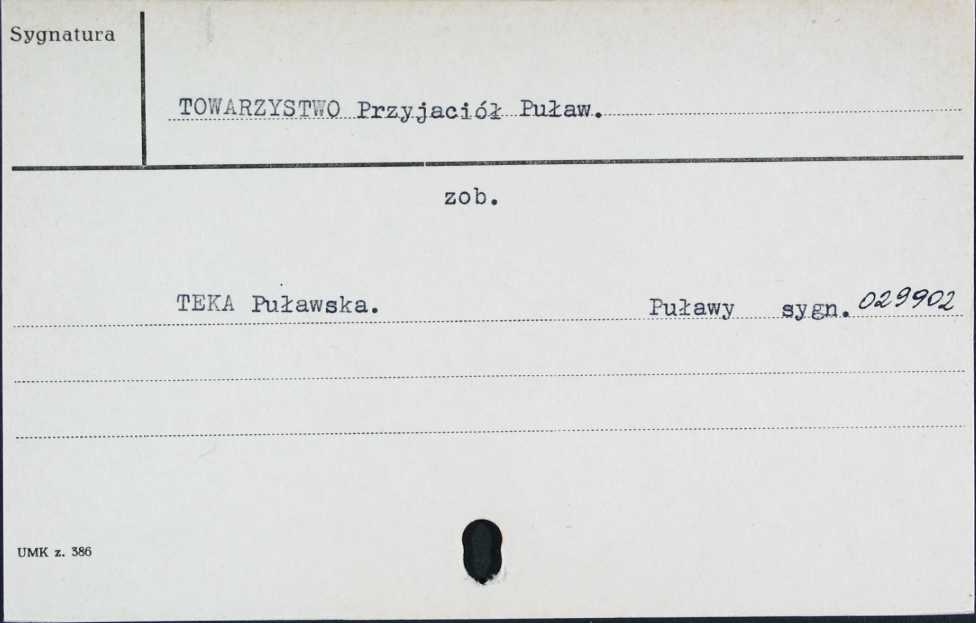 Sygnatura
TOWARZYSTWO Przyjaciół Puław.
zob.
TEKA Puławska. Puławy sygn. 029902
UMK z. 386